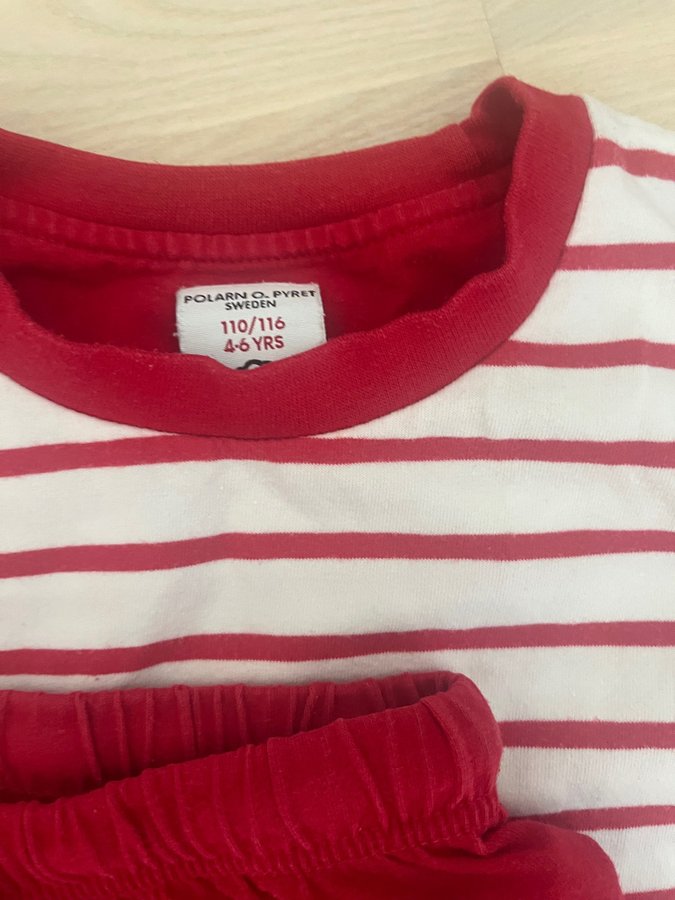 POLARN O. PYRET
SWEDEN
110/116
4-6 YRS